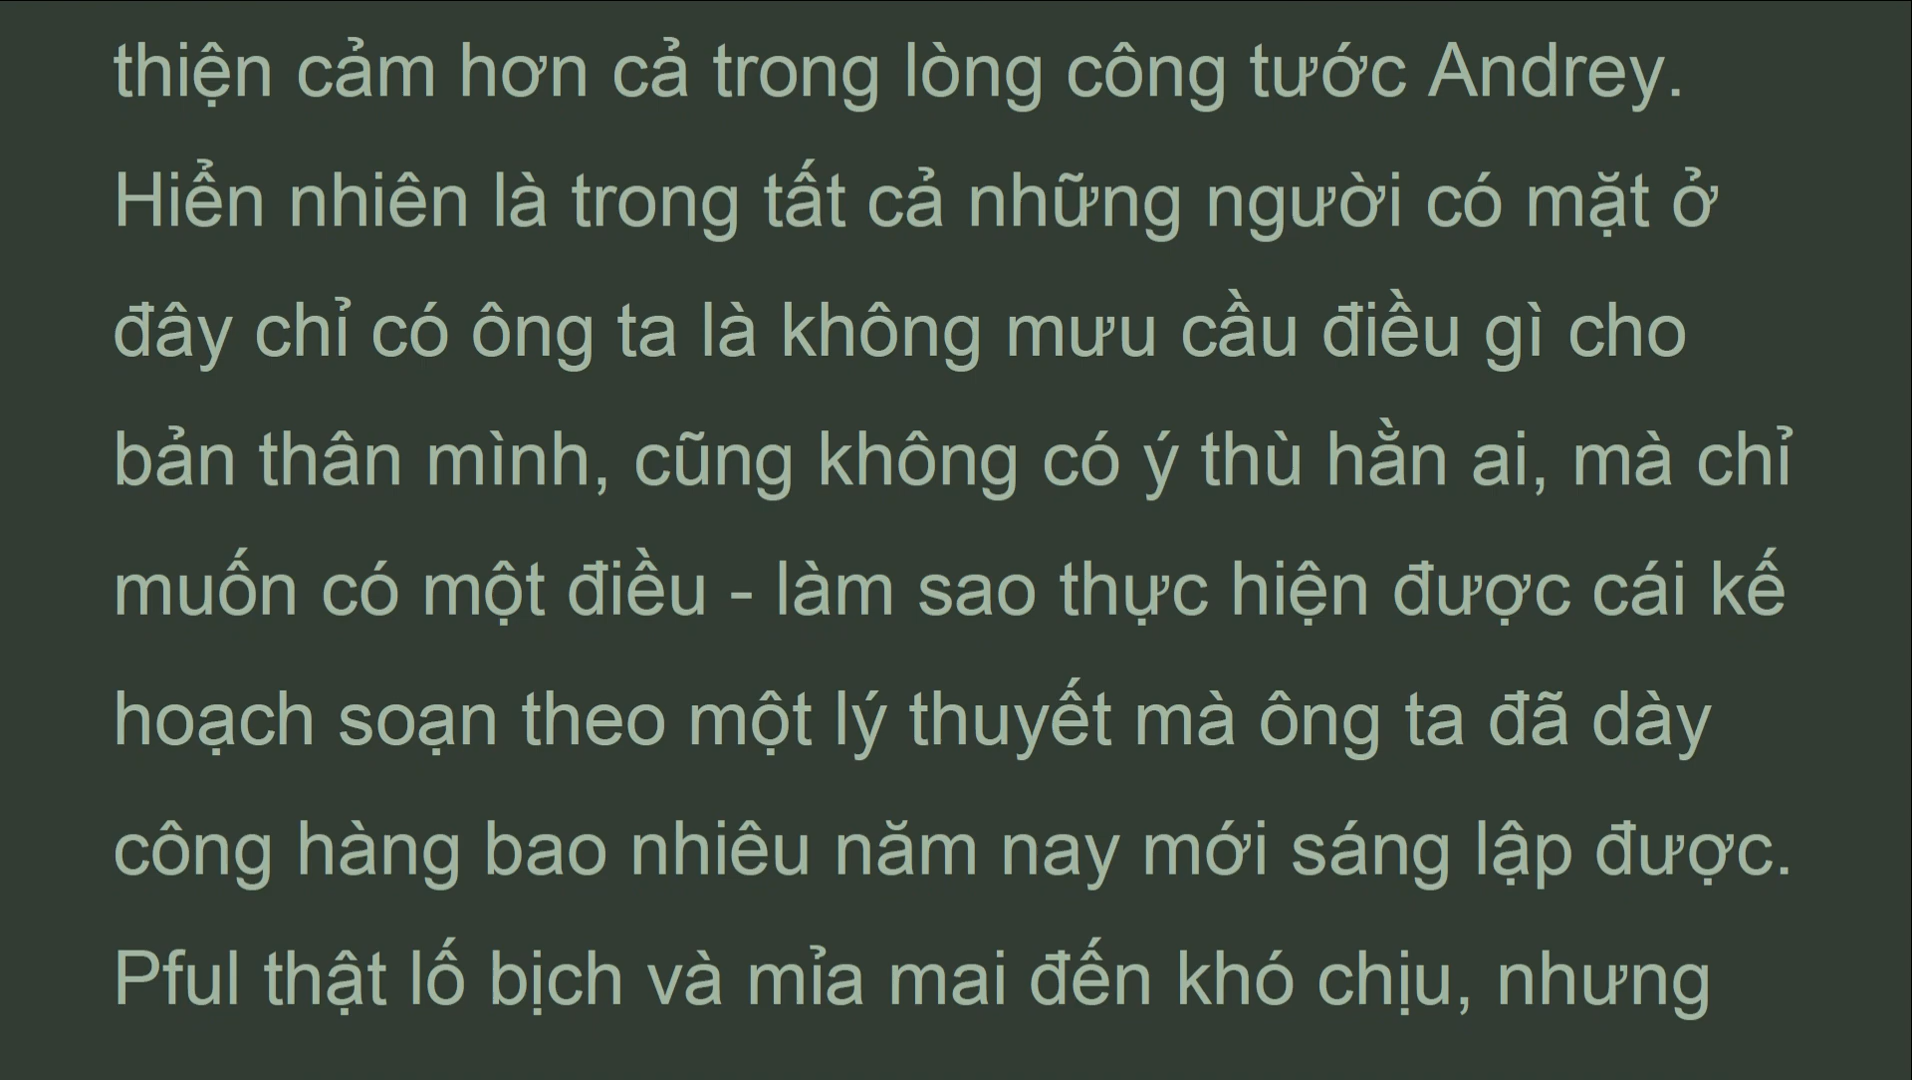 thiện cảm hơn cả trong lòng công tước Andrey.
Hiển nhiên là trong tất cả những người có mặt ở
đây chỉ có ông ta là không mưu cầu điều gì cho
bản thân mình, cũng không có ý thù hằn ai, mà chỉ
muốn có một điều - làm sao thực hiện được cái kế
hoạch soạn theo một lý thuyết mà ông ta đã dày
công hàng bao nhiêu năm nay mới sáng lập được.
Pful thật lố bịch và mỉa mai đến khó chịu, nhưng